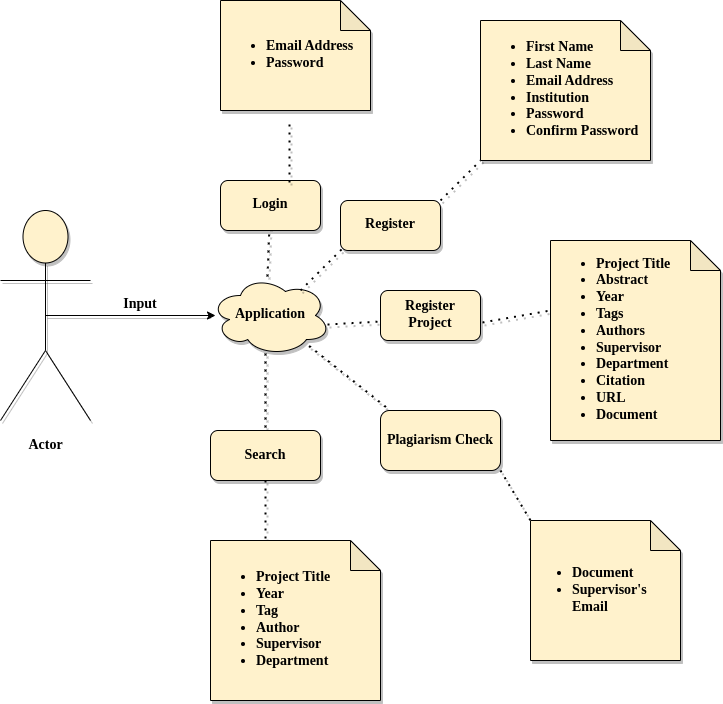 Email Address
Password
First Name
Last Name
Email Address
Institution
Password
Confirm Password
Login
Register
Input
Application
Register
Project
Project Title
Abstract
Year
Tags
Authors
Supervisor
Department
Citation
URL
Document
Actor
Search
Plagiarism Check
Project Title
Year
Tag
Author
Supervisor
Department
Document
Supervisor's
Email